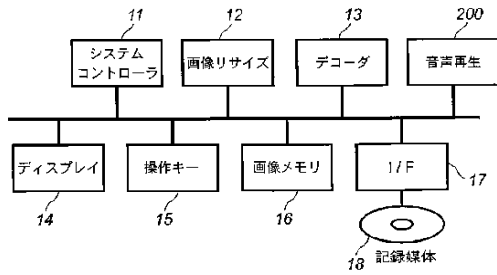 11
12
13
200
システム
コントローラ
画像リサイズ
デコーダ
音声再生
ディスプレイ
操作キー
画像メモリ
I/F
14
15
16
17
18
記録媒体